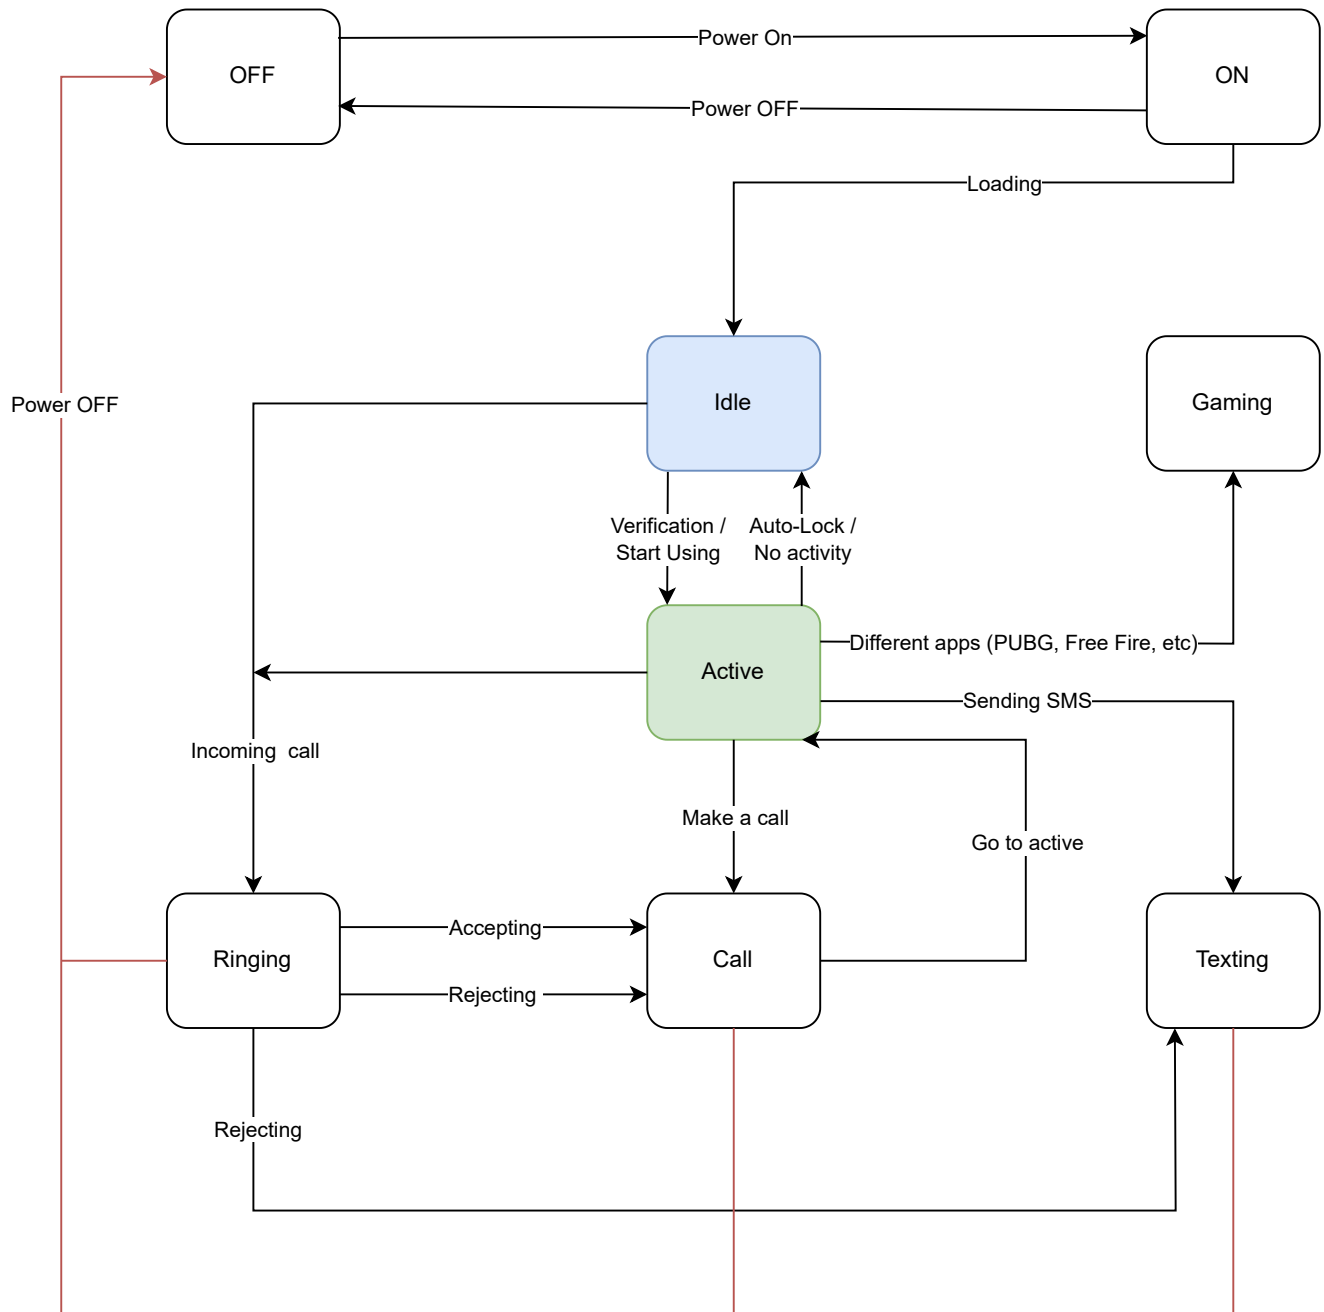 Power On
OFF
ON
Power OFF
Loading
Power OFF
Idle
Gaming
Verification /
Start Using
Auto-Lock /
No activity
Different apps (PUBG, Free Fire, etc)
Active
Sending SMS
Incoming  call
Make a call
Go to active
Accepting
Ringing
Call
Texting
Rejecting
Rejecting